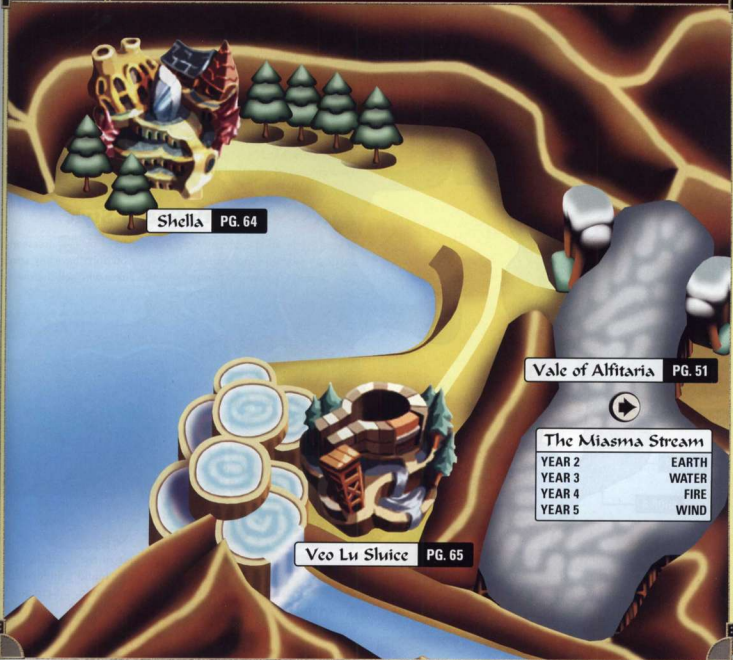 Shella PG. 64
Vale of Alfitaria PG. 51
The Miasma Stream
YEAR 2 EARTH
YEAR 3 WATER
YEAR 4 FIRE
YEAR 5 WIND
Veo Lu Sluice PG. 65